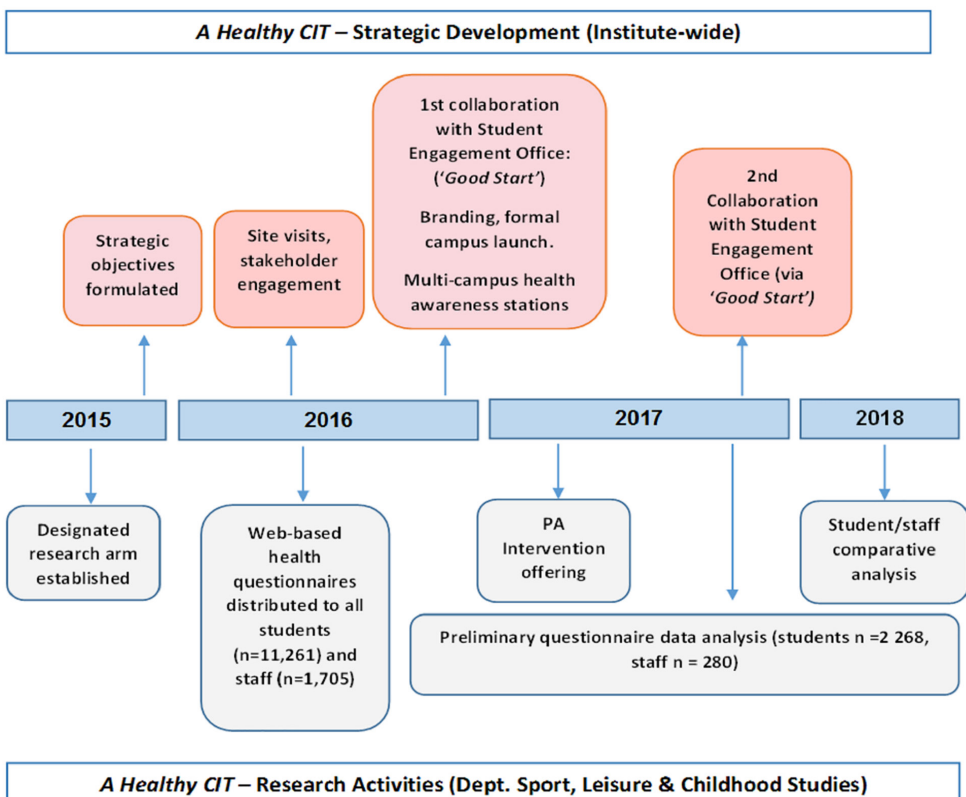 A Healthy CIT – Strategic Development (Institute-wide)
Strategic
objectives
formulated
Site visits,
stakeholder
engagement
1st collaboration
with Student
Engagement Office:
(‘Good Start’)
Branding, formal
campus launch.
Multi-campus health
awareness stations
2nd
Collaboration
with Student
Engagement
Office (via
‘Good Start’)
2015
2016
2017
2018
Designated
research arm
established
Web-based
health
questionnaires
distributed to all
students
(n=11,261) and
staff (n=1,705)
PA
Intervention
offering
Student/staff
comparative
analysis
Preliminary questionnaire data analysis (students n =2 268,
staff n = 280)
A Healthy CIT – Research Activities (Dept. Sport, Leisure & Childhood Studies)